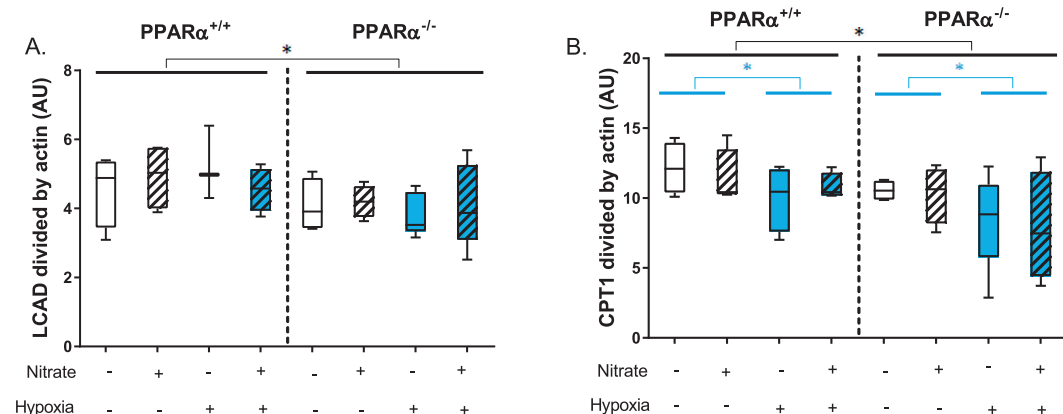 A.
PPARα+/+ PPARα-/-
*
LCAD divided by actin (AU)
8
6
4
2
0
Nitrate - + - + - + - +
Hypoxia - - + + - - + +
B.
PPARα+/+ PPARα-/-
*
* *
CPT1 divided by actin (AU)
20
15
10
5
0
Nitrate - + - + - + - +
Hypoxia - - + + - - + +